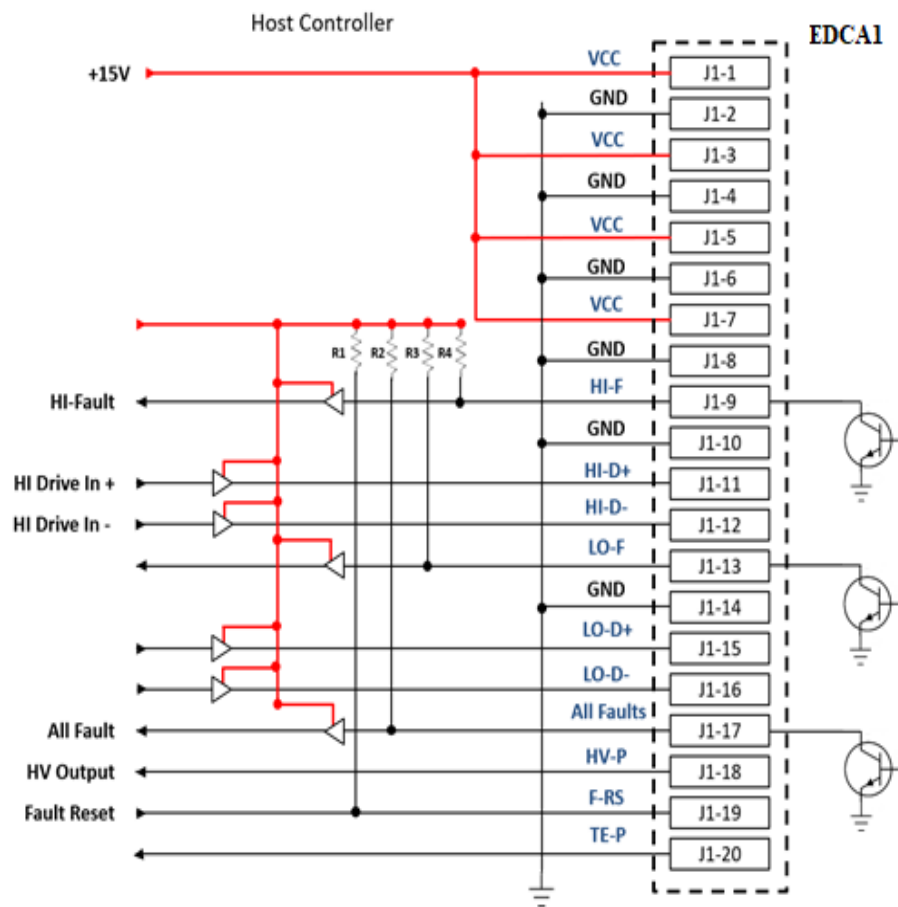 Host Controller
EDCA1
+15V
VCC
J1-1
GND
J1-2
VCC
J1-3
GND
J1-4
VCC
J1-5
GND
J1-6
VCC
J1-7
R1
R2
R3
R4
GND
J1-8
HI-Fault
HI-F
J1-9
GND
J1-10
HI Drive In +
HI-D+
J1-11
HI Drive In -
HI-D-
J1-12
LO-F
J1-13
GND
J1-14
LO-D+
J1-15
LO-D-
J1-16
All Fault
All Faults
J1-17
HV Output
HV-P
J1-18
Fault Reset
F-RS
J1-19
TE-P
J1-20